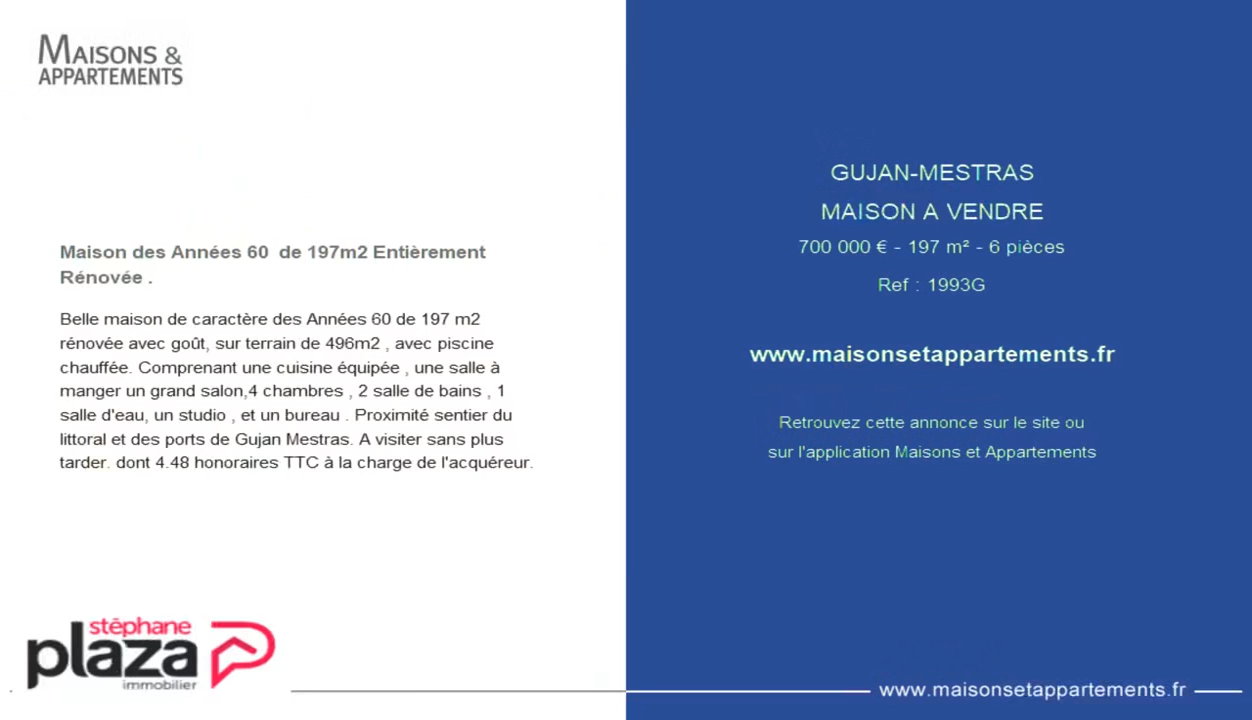 MAISONS &
APPARTEMENTS
Maison des Années 60 de 197m2 Entièrement
Rénovée .
Belle maison de caractère des Années 60 de 197 m2
rénovée avec goût, sur terrain de 496m2 , avec piscine
chauffée. Comprenant une cuisine équipée , une salle à
manger un grand salon,4 chambres , 2 salle de bains , 1
salle d'eau, un studio , et un bureau . Proximité sentier du
littoral et des ports de Gujan Mestras. A visiter sans plus
tarder. dont 4.48 honoraires TTC à la charge de l'acquéreur.
stéphane
plaza
immobilier
GUJAN-MESTRAS
MAISON A VENDRE
700 000 € - 197 m² - 6 pièces
Ref : 1993G
www.maisonsetappartements.fr
Retrouvez cette annonce sur le site ou
sur l'application Maisons et Appartements
www.maisonsetappartements.fr